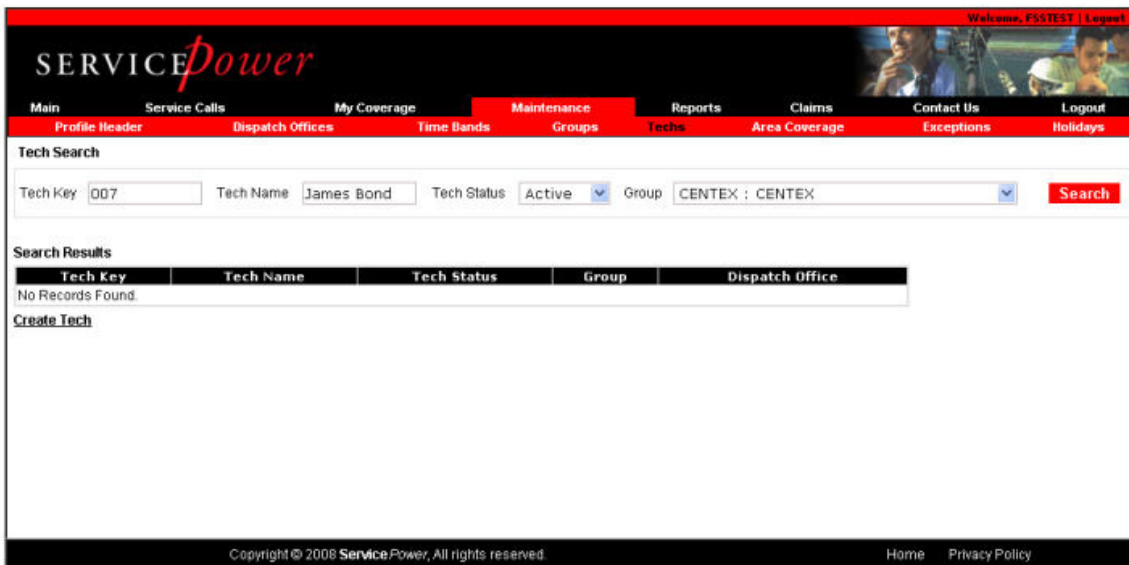 Welcome, FSSTEST | Logout
SERVICEPower
Main Service Calls My Coverage Maintenance Reports Claims Contact Us Logout
Profile Header Dispatch Offices Time Bands Groups Techs Area Coverage Exceptions Holidays
Tech Search
Tech Key 007 Tech Name James Bond Tech Status Active Group CENTEX : CENTEX Search
Search Results
Tech Key Tech Name Tech Status Group Dispatch Office
No Records Found.
Create Tech
Copyright © 2008 ServicePower, All rights reserved. Home Privacy Policy